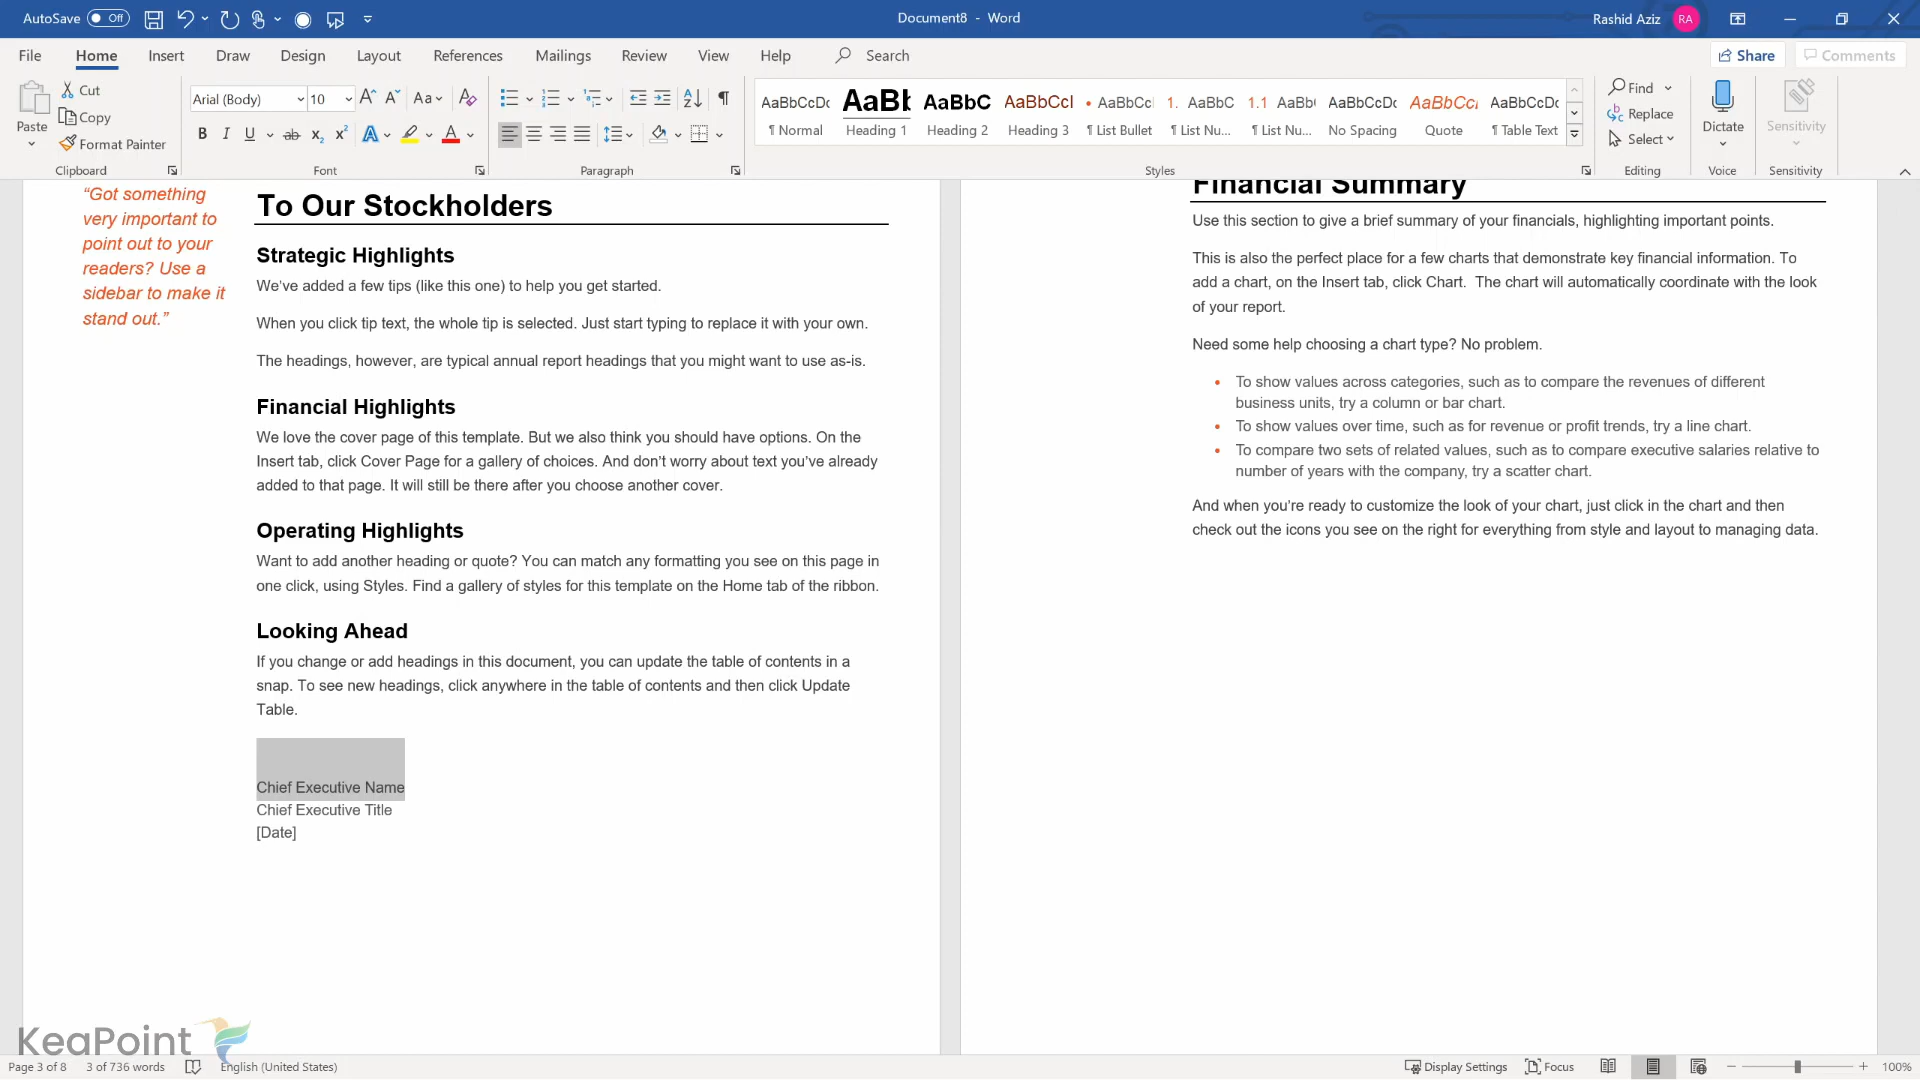 AutoSave Off
Document8 - Word
Rashid Aziz RA
File Home Insert Draw Design Layout References Mailings Review View Help Search
Share Comments
Paste
Cut
Copy
Format Painter
Clipboard
Arial (Body) 10
Font
Paragraph
AaBbCcDc AaBb AaBbC AaBbCcI AaBbCc 1. AaBbC 1.1 AaBb AaBbCcDc AaBbCc AaBbCcDc
¶ Normal Heading 1 Heading 2 Heading 3 ¶ List Bullet ¶ List Nu... ¶ List Nu... No Spacing Quote ¶ Table Text
Styles
Find
Replace
Select
Editing
Dictate
Voice
Sensitivity
Sensitivity
“Got something
very important to
point out to your
readers? Use a
sidebar to make it
stand out.”
To Our Stockholders
Strategic Highlights
We’ve added a few tips (like this one) to help you get started.
When you click tip text, the whole tip is selected. Just start typing to replace it with your own.
The headings, however, are typical annual report headings that you might want to use as-is.
Financial Highlights
We love the cover page of this template. But we also think you should have options. On the
Insert tab, click Cover Page for a gallery of choices. And don’t worry about text you’ve already
added to that page. It will still be there after you choose another cover.
Operating Highlights
Want to add another heading or quote? You can match any formatting you see on this page in
one click, using Styles. Find a gallery of styles for this template on the Home tab of the ribbon.
Looking Ahead
If you change or add headings in this document, you can update the table of contents in a
snap. To see new headings, click anywhere in the table of contents and then click Update
Table.
Chief Executive Name
Chief Executive Title
[Date]
Financial Summary
Use this section to give a brief summary of your financials, highlighting important points.
This is also the perfect place for a few charts that demonstrate key financial information. To
add a chart, on the Insert tab, click Chart. The chart will automatically coordinate with the look
of your report.
Need some help choosing a chart type? No problem.
• To show values across categories, such as to compare the revenues of different
business units, try a column or bar chart.
• To show values over time, such as for revenue or profit trends, try a line chart.
• To compare two sets of related values, such as to compare executive salaries relative to
number of years with the company, try a scatter chart.
And when you’re ready to customize the look of your chart, just click in the chart and then
check out the icons you see on the right for everything from style and layout to managing data.
KeaPoint
Page 3 of 8 3 of 736 words English (United States)
Display Settings Focus 100%